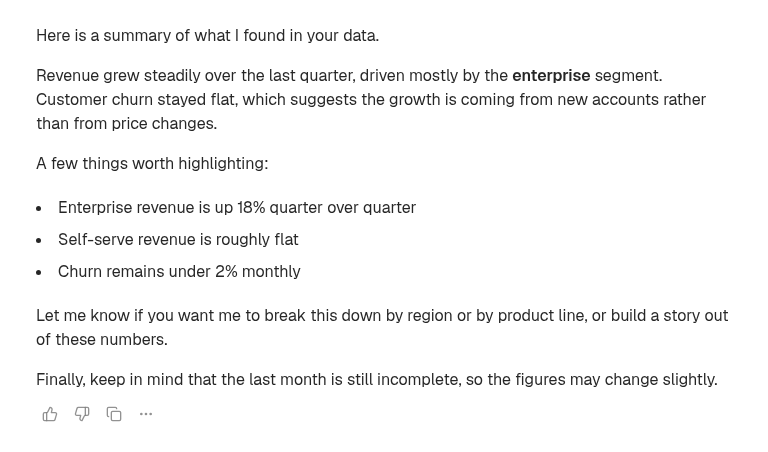 Here is a summary of what I found in your data.
Revenue grew steadily over the last quarter, driven mostly by the enterprise segment.
Customer churn stayed flat, which suggests the growth is coming from new accounts rather
than from price changes.
A few things worth highlighting:
• Enterprise revenue is up 18% quarter over quarter
• Self-serve revenue is roughly flat
• Churn remains under 2% monthly
Let me know if you want me to break this down by region or by product line, or build a story out
of these numbers.
Finally, keep in mind that the last month is still incomplete, so the figures may change slightly.